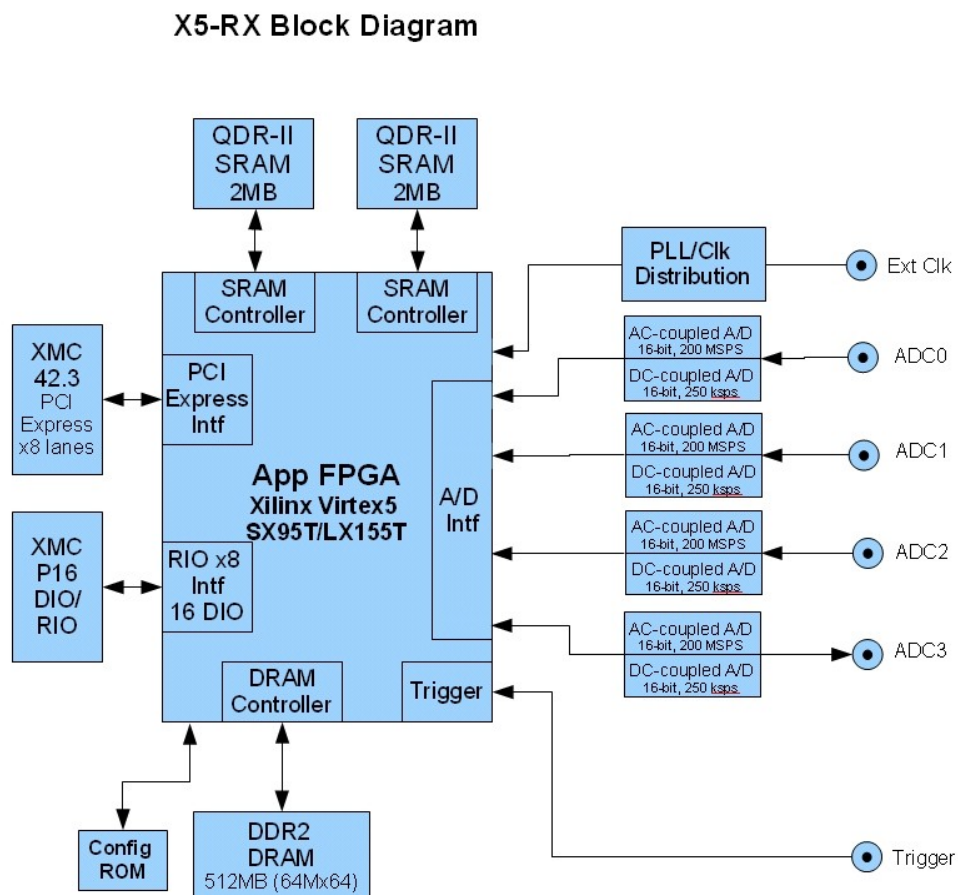 X5-RX Block Diagram
QDR-II
SRAM
2MB
QDR-II
SRAM
2MB
SRAM
Controller
SRAM
Controller
PLL/Clk
Distribution
Ext Clk
XMC
42.3
PCI
Express
x8 lanes
PCI
Express
Intf
AC-coupled A/D
16-bit, 200 MSPS
DC-coupled A/D
16-bit, 250 ksps
ADC0
AC-coupled A/D
16-bit, 200 MSPS
DC-coupled A/D
16-bit, 250 ksps
ADC1
App FPGA
Xilinx Virtex5
SX95T/LX155T
A/D
Intf
XMC
P16
DIO/
RIO
RIO x8
Intf
16 DIO
AC-coupled A/D
16-bit, 200 MSPS
DC-coupled A/D
16-bit, 250 ksps
ADC2
AC-coupled A/D
16-bit, 200 MSPS
DC-coupled A/D
16-bit, 250 ksps
ADC3
DRAM
Controller
Trigger
Config
ROM
DDR2
DRAM
512MB (64Mx64)
Trigger